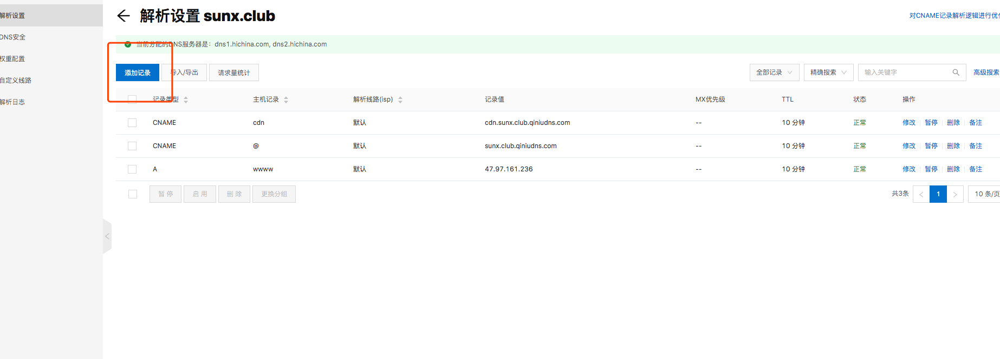 解析设置
DNS安全
权重配置
自定义线路
解析日志
解析设置 sunx.club
对CNAME记录解析逻辑进行优
当前分配的DNS服务器是：dns1.hichina.com, dns2.hichina.com
添加记录 导入/导出 请求量统计 全部记录 精确搜索 输入关键字 高级搜索
记录类型 主机记录 解析线路(isp) 记录值 MX优先级 TTL 状态 操作
CNAME cdn 默认 cdn.sunx.club.qiniudns.com -- 10 分钟 正常 修改 暂停 删除 备注
CNAME @ 默认 sunx.club.qiniudns.com -- 10 分钟 正常 修改 暂停 删除 备注
A wwww 默认 47.97.161.236 -- 10 分钟 正常 修改 暂停 删除 备注
暂 停 启 用 删 除 更换分组 共3条 < 1 > 10 条/页